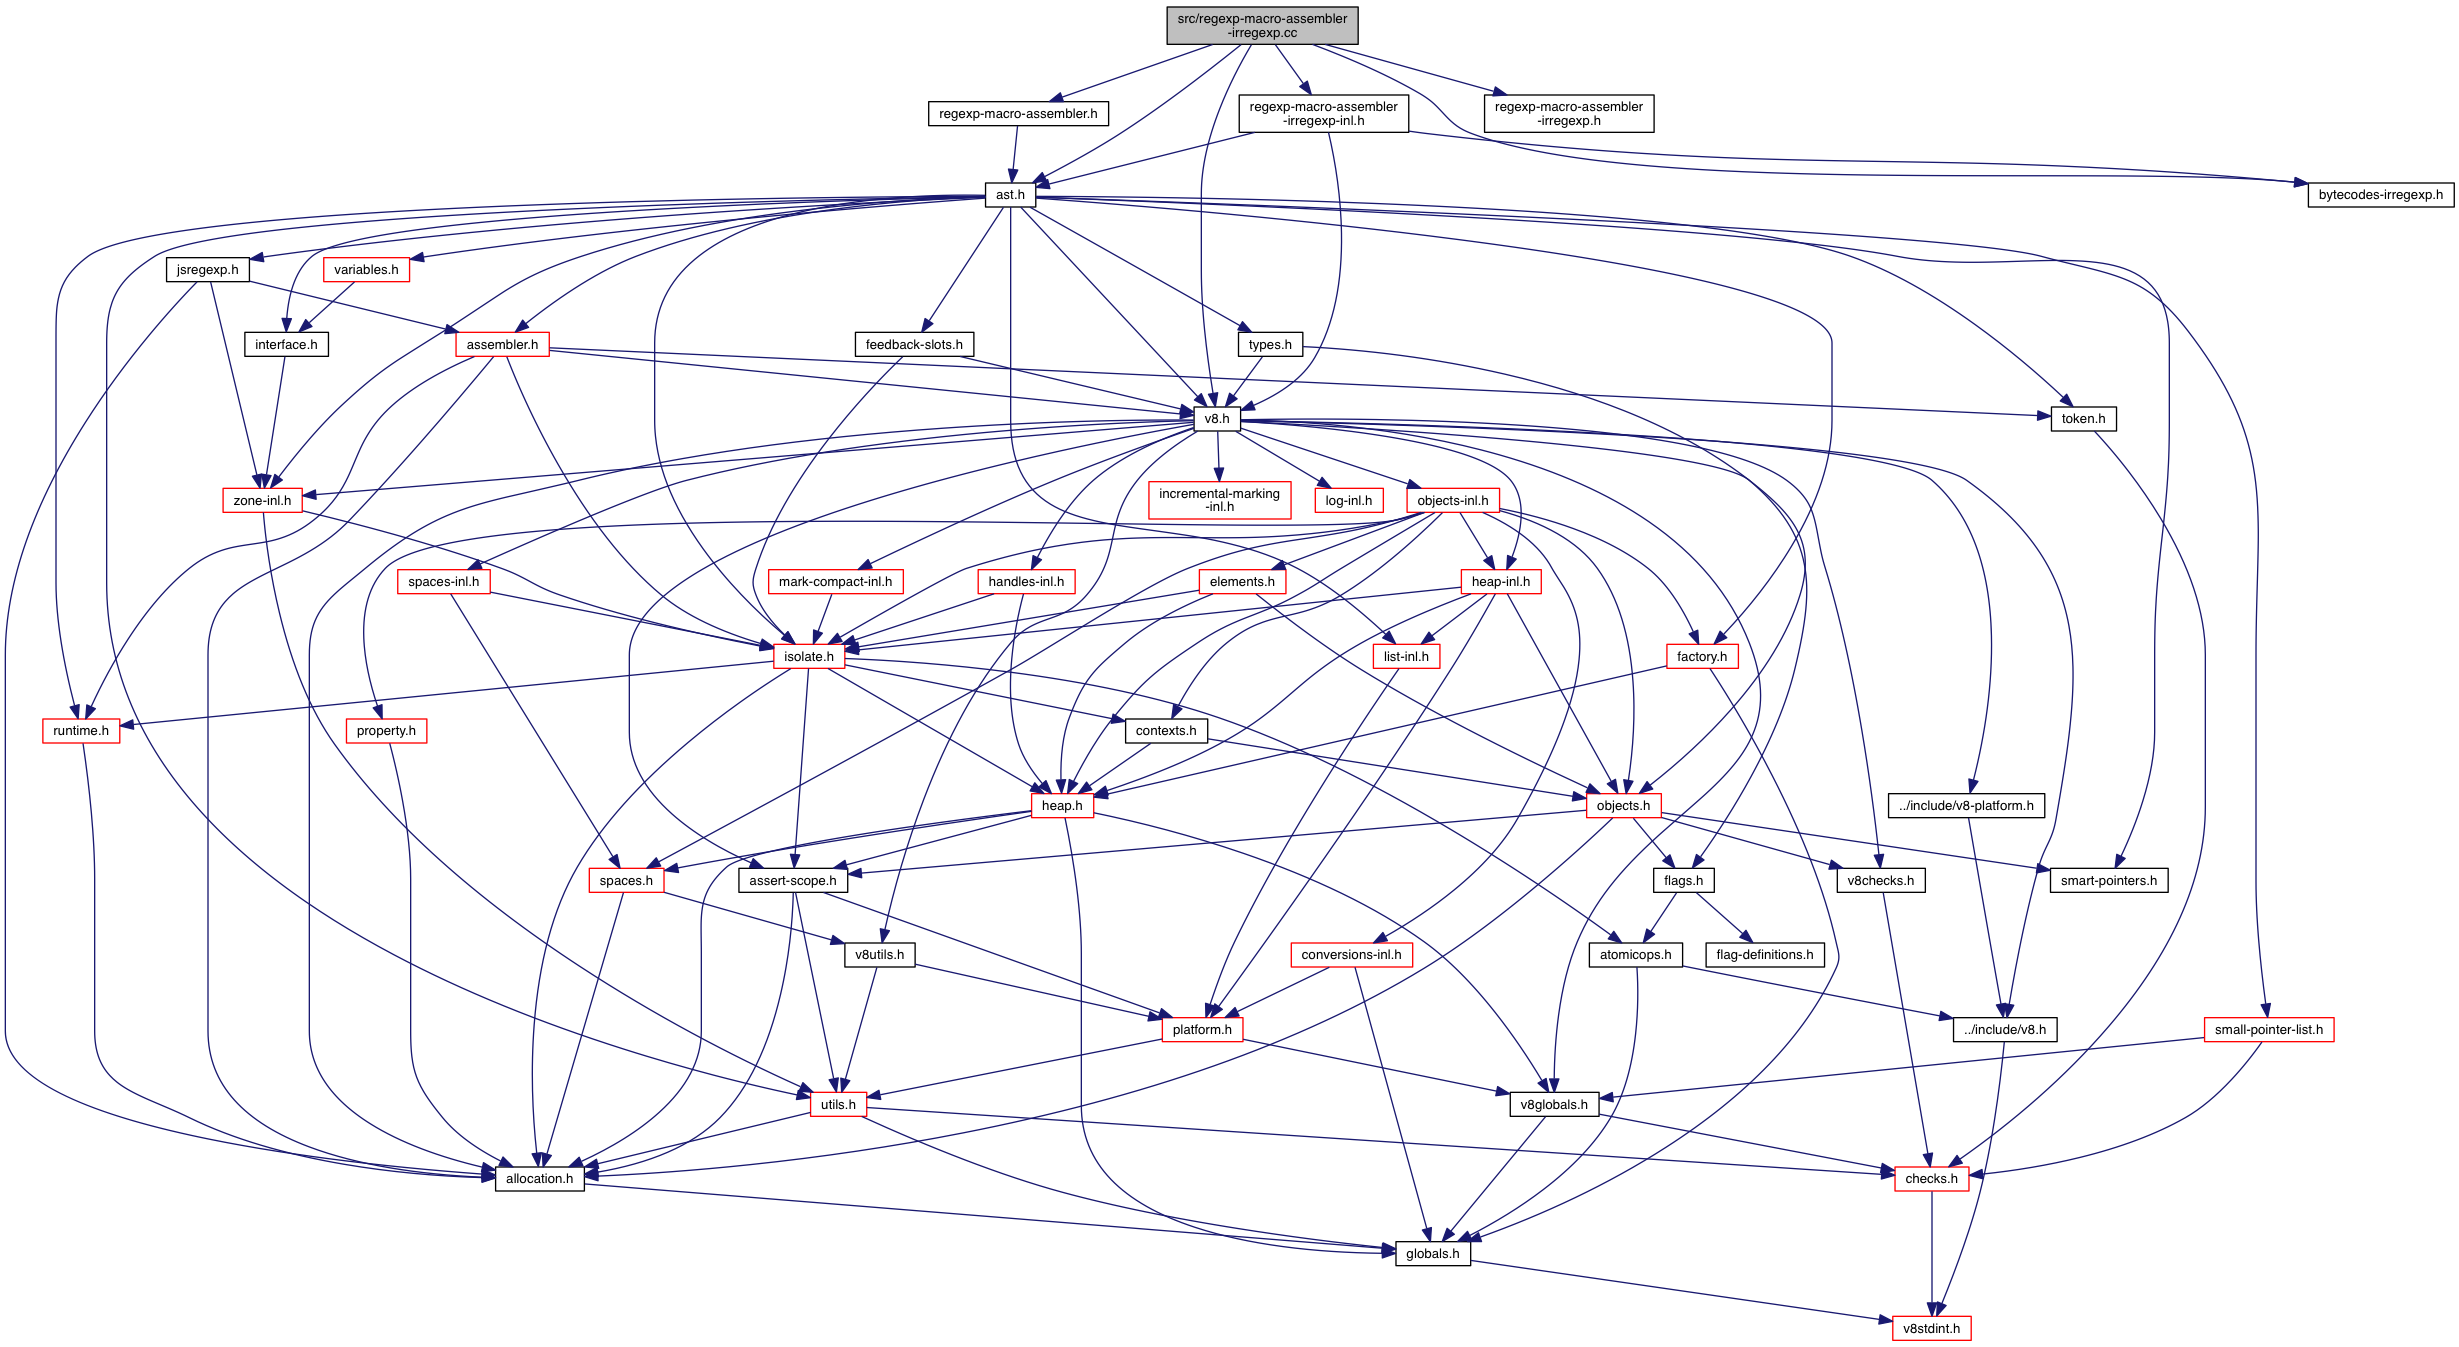 src/regexp-macro-assembler
-irregexp.cc
regexp-macro-assembler.h
regexp-macro-assembler
-irregexp-inl.h
regexp-macro-assembler
-irregexp.h
ast.h
bytecodes-irregexp.h
jsregexp.h
variables.h
interface.h
assembler.h
feedback-slots.h
types.h
v8.h
token.h
zone-inl.h
incremental-marking
-inl.h
log-inl.h
objects-inl.h
spaces-inl.h
mark-compact-inl.h
handles-inl.h
elements.h
heap-inl.h
isolate.h
list-inl.h
factory.h
runtime.h
property.h
contexts.h
heap.h
objects.h
../include/v8-platform.h
spaces.h
assert-scope.h
flags.h
v8checks.h
smart-pointers.h
v8utils.h
conversions-inl.h
atomicops.h
flag-definitions.h
platform.h
../include/v8.h
small-pointer-list.h
utils.h
v8globals.h
allocation.h
checks.h
globals.h
v8stdint.h